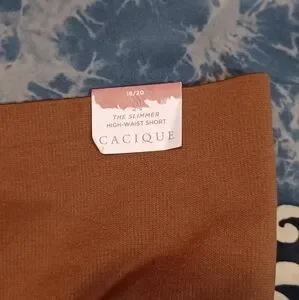 18/20
THE SLIMMER
HIGH-WAIST SHORT
CACIQUE